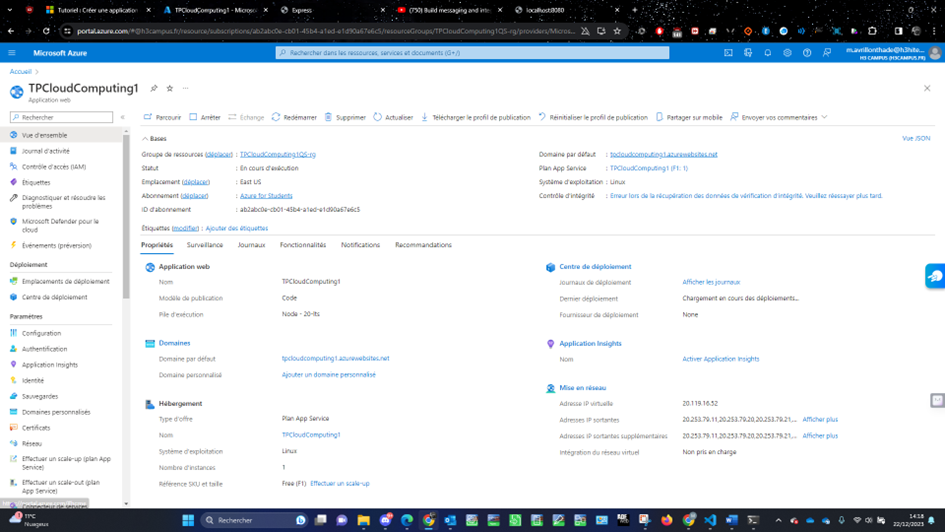 Tutoriel : Créer une application
TPCloudComputing1 - Microsoft
Express
(750) Build messaging and inter
localhost:8080
portal.azure.com/*@h3campus.fr/resource/subscriptions/ab2abc0e-cb01-45b4-a1ed-e1d90a67e6c5/resourceGroups/TPCloudComputing1QS-rg/providers/Micros...
Microsoft Azure
Rechercher dans les ressources, services et documents (G+/)
m.avrillonthade@h3hite...
H3 CAMPUS (H3CAMPUS.FR)
Accueil >
TPCloudComputing1
Application web
Rechercher
Parcourir
Arrêter
Échange
Redémarrer
Supprimer
Actualiser
Télécharger le profil de publication
Réinitialiser le profil de publication
Partager sur mobile
Envoyer vos commentaires
Vue d'ensemble
Journal d'activité
Contrôle d'accès (IAM)
Étiquettes
Diagnostiquer et résoudre les
problèmes
Microsoft Defender pour le
cloud
Événements (préversion)
Déploiement
Emplacements de déploiement
Centre de déploiement
Paramètres
Configuration
Authentification
Application Insights
Identité
Sauvegardes
Domaines personnalisés
Certificats
Réseau
Effectuer un scale-up (plan App
Service)
Effectuer un scale-out (plan
App Service)
Connecteur de services
Bases
Vue JSON
Groupe de ressources (déplacer) : TPCloudComputing1QS-rg
Statut : En cours d'exécution
Emplacement (déplacer) : East US
Abonnement (déplacer) : Azure for Students
ID d'abonnement : ab2abc0e-cb01-45b4-a1ed-e1d90a67e6c5
Domaine par défaut : tpcloudcomputing1.azurewebsites.net
Plan App Service : TPCloudComputing1 (F1: 1)
Système d'exploitation : Linux
Contrôle d'intégrité : Erreur lors de la récupération des données de vérification d'intégrité. Veuillez réessayer plus tard.
Étiquettes (modifier) : Ajouter des étiquettes
Propriétés
Surveillance
Journaux
Fonctionnalités
Notifications
Recommandations
Application web
Nom TPCloudComputing1
Modèle de publication Code
Pile d'exécution Node - 20-lts
Domaines
Domaine par défaut tpcloudcomputing1.azurewebsites.net
Domaine personnalisé Ajouter un domaine personnalisé
Hébergement
Type d'offre Plan App Service
Nom TPCloudComputing1
Système d'exploitation Linux
Nombre d'instances 1
Référence SKU et taille Free (F1) Effectuer un scale-up
Centre de déploiement
Journaux de déploiement Afficher les journaux
Dernier déploiement Chargement en cours des déploiements...
Fournisseur de déploiement None
Application Insights
Nom Activer Application Insights
Mise en réseau
Adresse IP virtuelle 20.119.16.52
Adresses IP sortantes 20.253.79.11,20.253.79.20,20.253.79.21,... Afficher plus
Adresses IP sortantes supplémentaires 20.253.79.11,20.253.79.20,20.253.79.21,... Afficher plus
Intégration du réseau virtuel Non pris en charge
11°C
Nuageux
Rechercher
14:18
22/12/2023